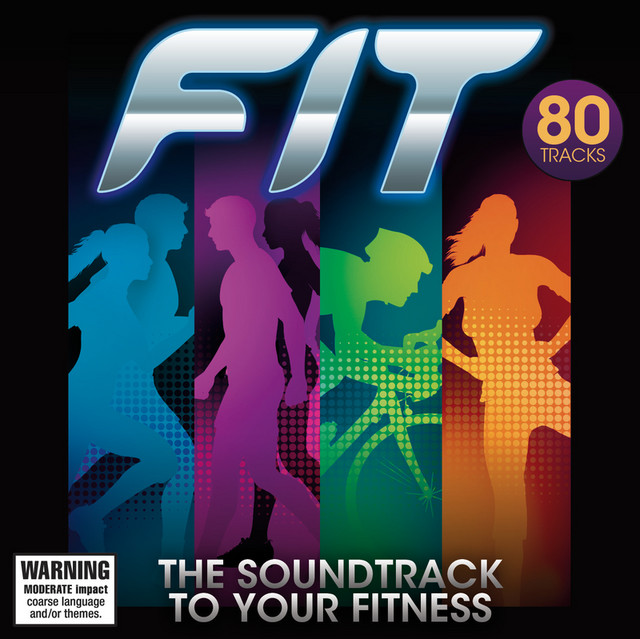 FIT
80
TRACKS
THE SOUNDTRACK
TO YOUR FITNESS
WARNING
MODERATE impact
coarse language
and/or themes.